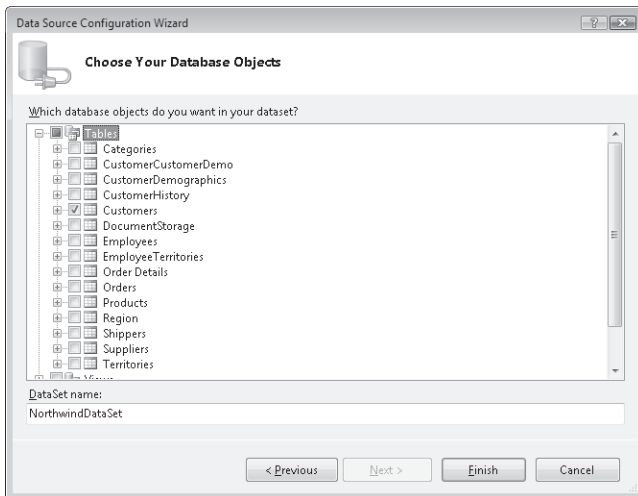 Data Source Configuration Wizard
Choose Your Database Objects
Which database objects do you want in your dataset?
Tables
Categories
CustomerCustomerDemo
CustomerDemographics
CustomerHistory
Customers
DocumentStorage
Employees
EmployeeTerritories
Order Details
Orders
Products
Region
Shippers
Suppliers
Territories
Views
DataSet name:
NorthwindDataSet
< Previous
Next >
Finish
Cancel